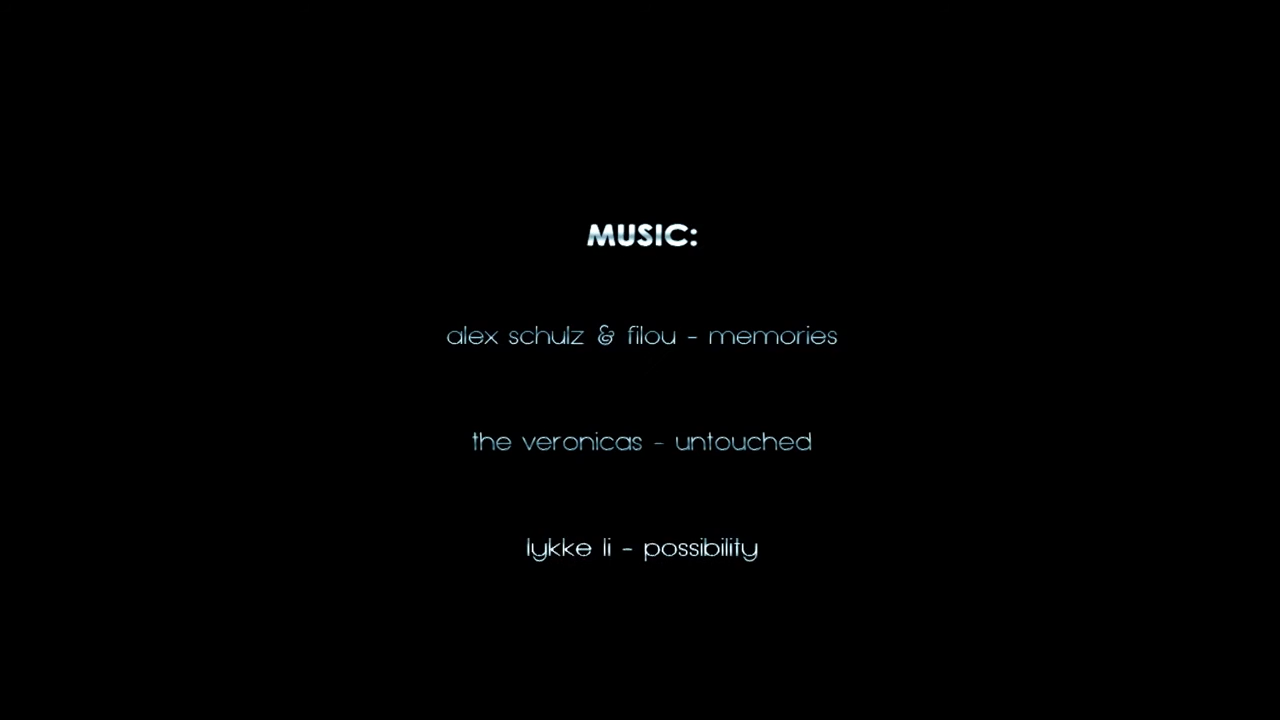 MUSIC:
alex schulz & filou - memories
the veronicas - untouched
lykke li - possibility